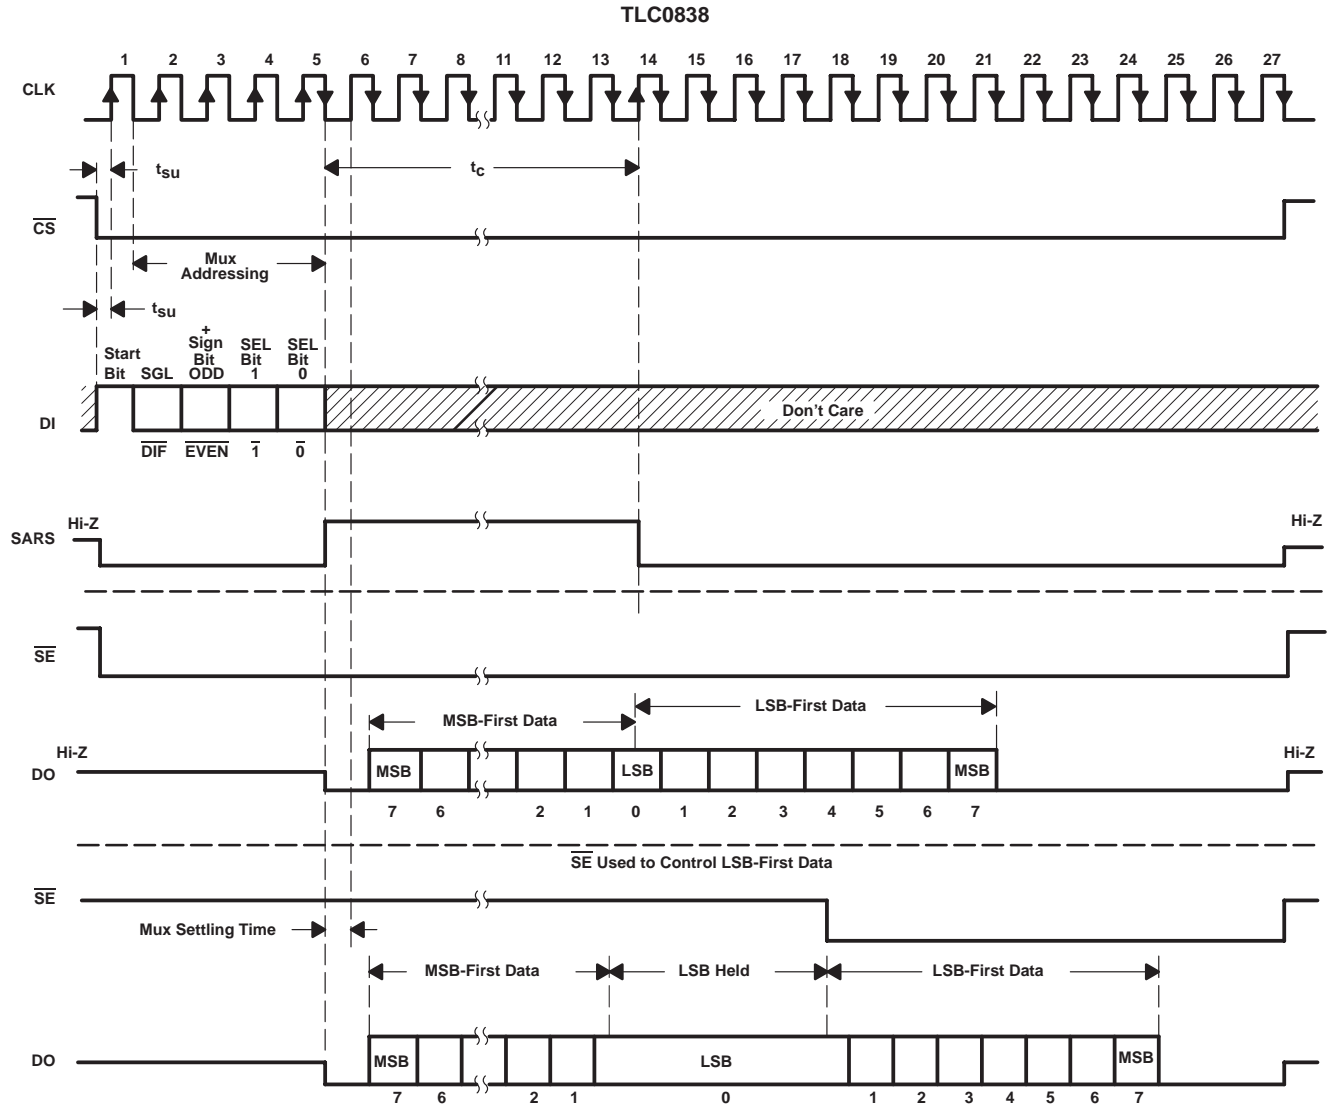 TLC0838
1 2 3 4 5 6 7 8 11 12 13 14 15 16 17 18 19 20 21 22 23 24 25 26 27
CLK
tsu
tc
CS
Mux
Addressing
tsu
Start
Bit
SGL
+
Sign
Bit
ODD
SEL
Bit
1
SEL
Bit
0
DI
Don't Care
DIF EVEN 1 0
Hi-Z
SARS
Hi-Z
SE
MSB-First Data
LSB-First Data
Hi-Z
DO
MSB
LSB
MSB
Hi-Z
7 6 2 1 0 1 2 3 4 5 6 7
SE Used to Control LSB-First Data
SE
Mux Settling Time
MSB-First Data
LSB Held
LSB-First Data
DO
MSB
LSB
MSB
7 6 2 1 0 1 2 3 4 5 6 7